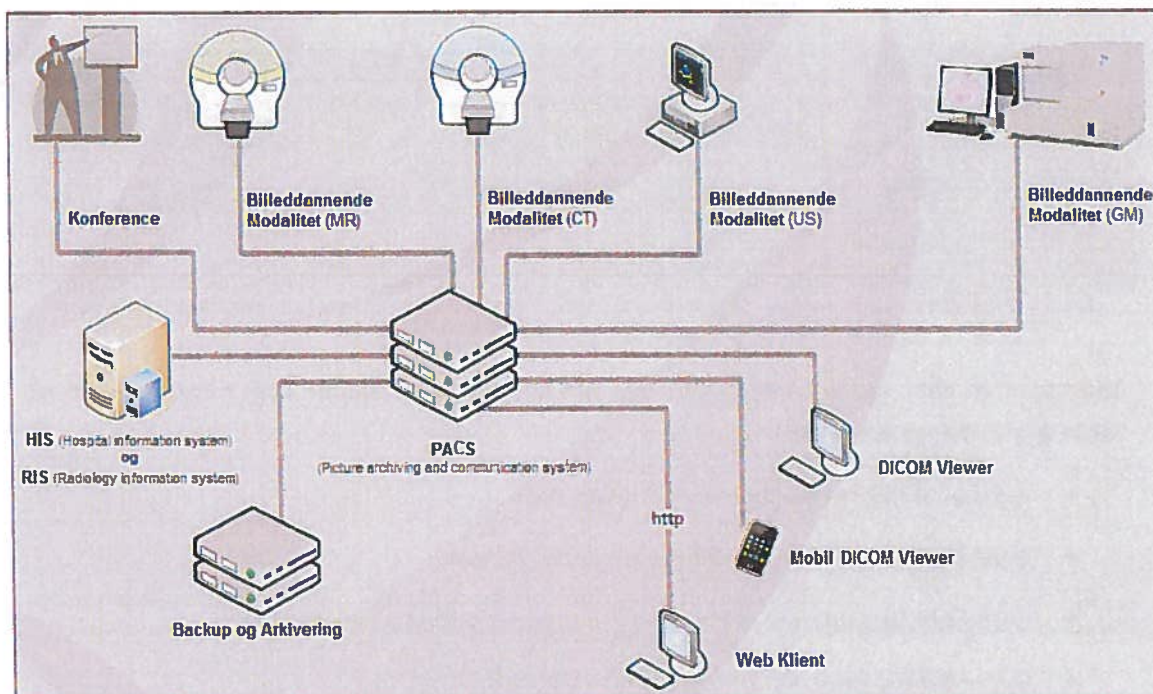 Konference
Billeddannende
Modalitet (MR)
Billeddannende
Modalitet (CT)
Billeddannende
Modalitet (US)
Billeddannende
Modalitet (GM)
HIS (Hospital information system)
og
RIS (Radiology information system)
PACS
(Picture archiving and communication system)
DICOM Viewer
http
Mobil DICOM Viewer
Backup og Arkivering
Web Klient